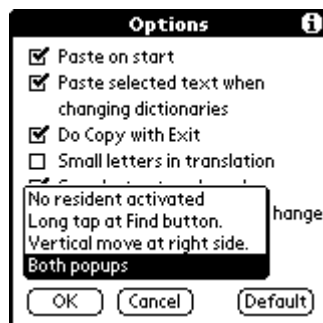 Options
Paste on start
Paste selected text when
changing dictionaries
Do Copy with Exit
Small letters in translation
No resident activated
hange
Long tap at Find button.
Vertical move at right side.
Both popups
OK Cancel Default